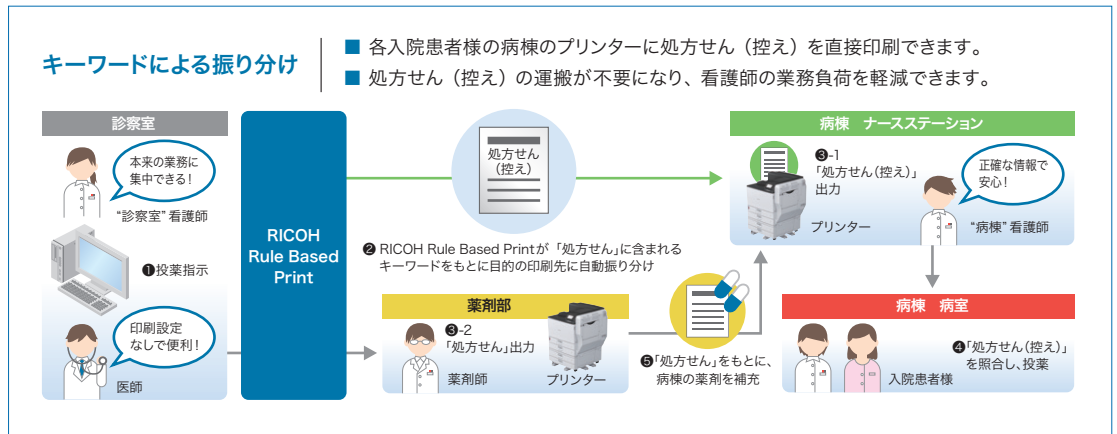 キーワードによる振り分け
■ 各入院患者様の病棟のプリンターに処方せん（控え）を直接印刷できます。
■ 処方せん（控え）の運搬が不要になり、看護師の業務負荷を軽減できます。
診察室
本来の業務に
集中できる！
“診察室”看護師
❶投薬指示
印刷設定
なしで便利！
医師
RICOH
Rule Based
Print
処方せん
（控え）
❷ RICOH Rule Based Printが「処方せん」に含まれる
キーワードをもとに目的の印刷先に自動振り分け
薬剤部
❸-2
「処方せん」出力
薬剤師
プリンター
❺「処方せん」をもとに、
病棟の薬剤を補充
病棟　ナースステーション
❸-1
「処方せん（控え）」
出力
プリンター
正確な情報で
安心！
“病棟”看護師
病棟　病室
❹「処方せん（控え）」
を照合し、投薬
入院患者様